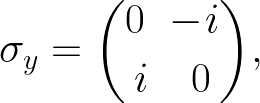 σ_y = \begin{pmatrix} 0 & -i \\ i & 0 \end{pmatrix},